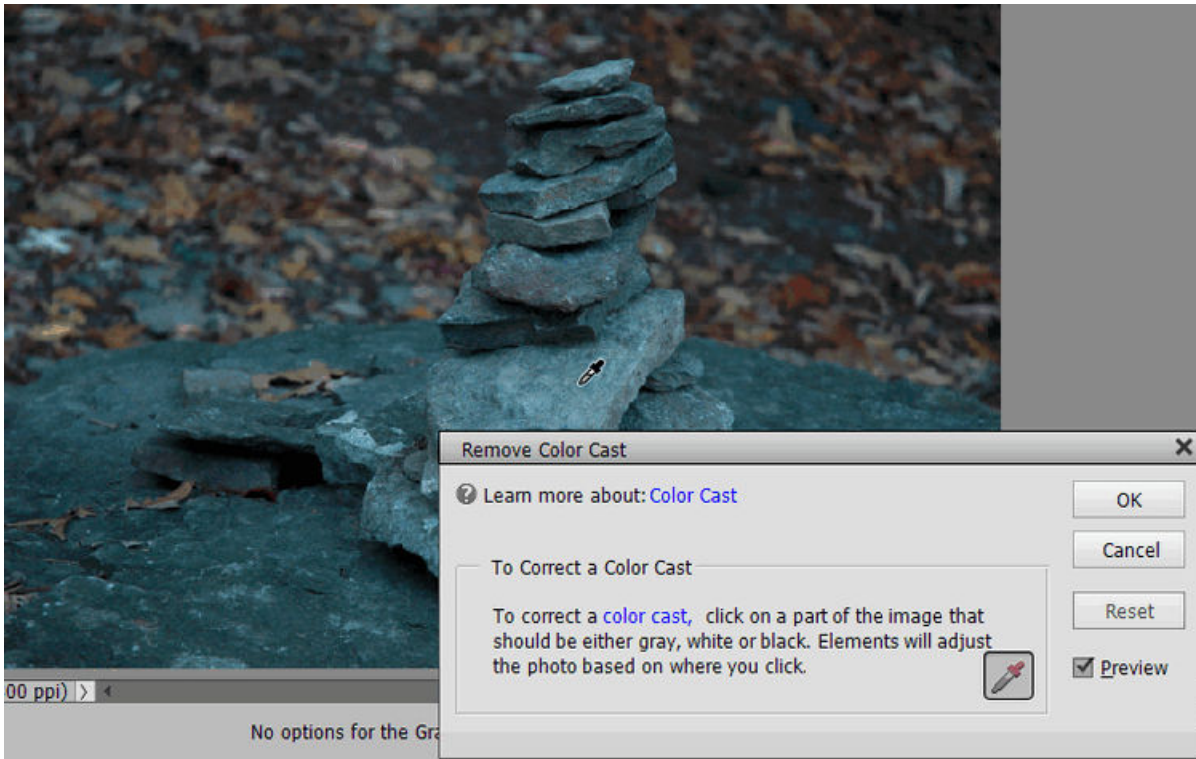 Remove Color Cast
Learn more about: Color Cast
OK
Cancel
To Correct a Color Cast
To correct a color cast, click on a part of the image that
should be either gray, white or black. Elements will adjust
the photo based on where you click.
Reset
Preview
00 ppi)
No options for the Gra